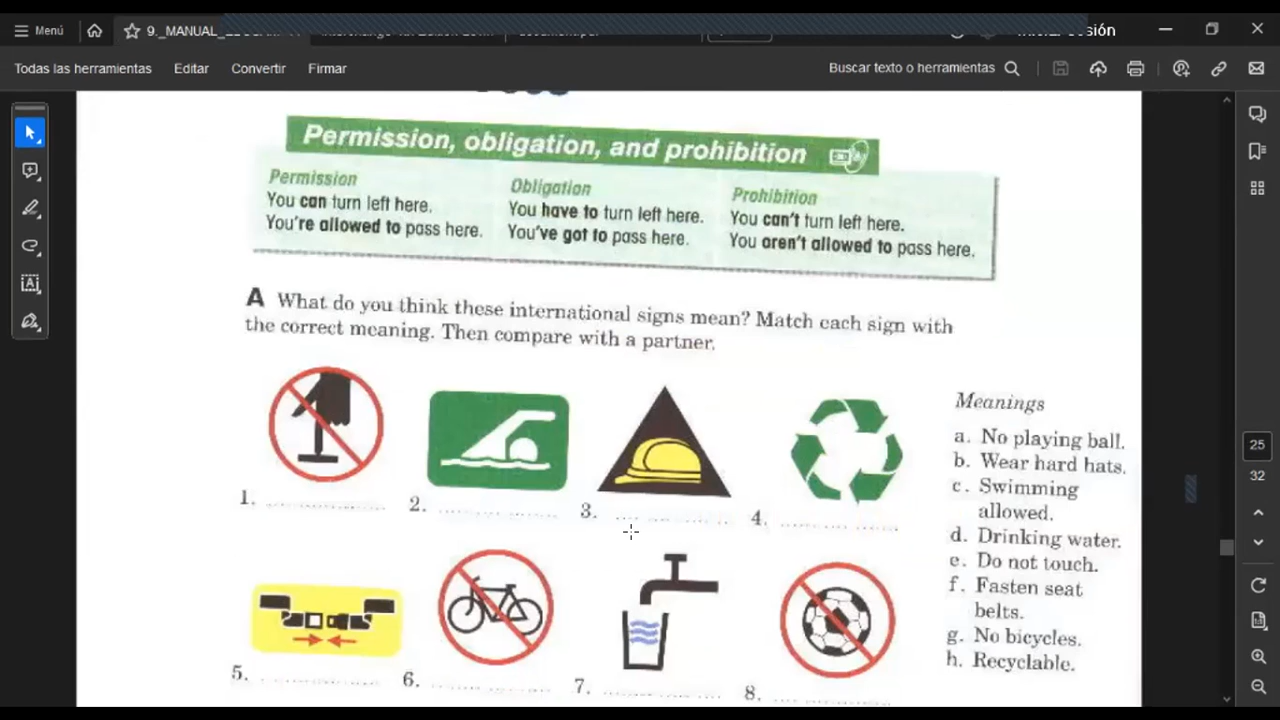 Menú
9._MANUAL_
Todas las herramientas Editar Convertir Firmar Buscar texto o herramientas
Permission, obligation, and prohibition
Permission
You can turn left here.
You're allowed to pass here.
Obligation
You have to turn left here.
You've got to pass here.
Prohibition
You can't turn left here.
You aren't allowed to pass here.
A What do you think these international signs mean? Match each sign with
the correct meaning. Then compare with a partner.
1. ....................
2. ....................
3. ....................
4. ....................
5. ....................
6. ....................
7. ....................
8. ....................
Meanings
a. No playing ball.
b. Wear hard hats.
c. Swimming
allowed.
d. Drinking water.
e. Do not touch.
f. Fasten seat
belts.
g. No bicycles.
h. Recyclable.
25
32